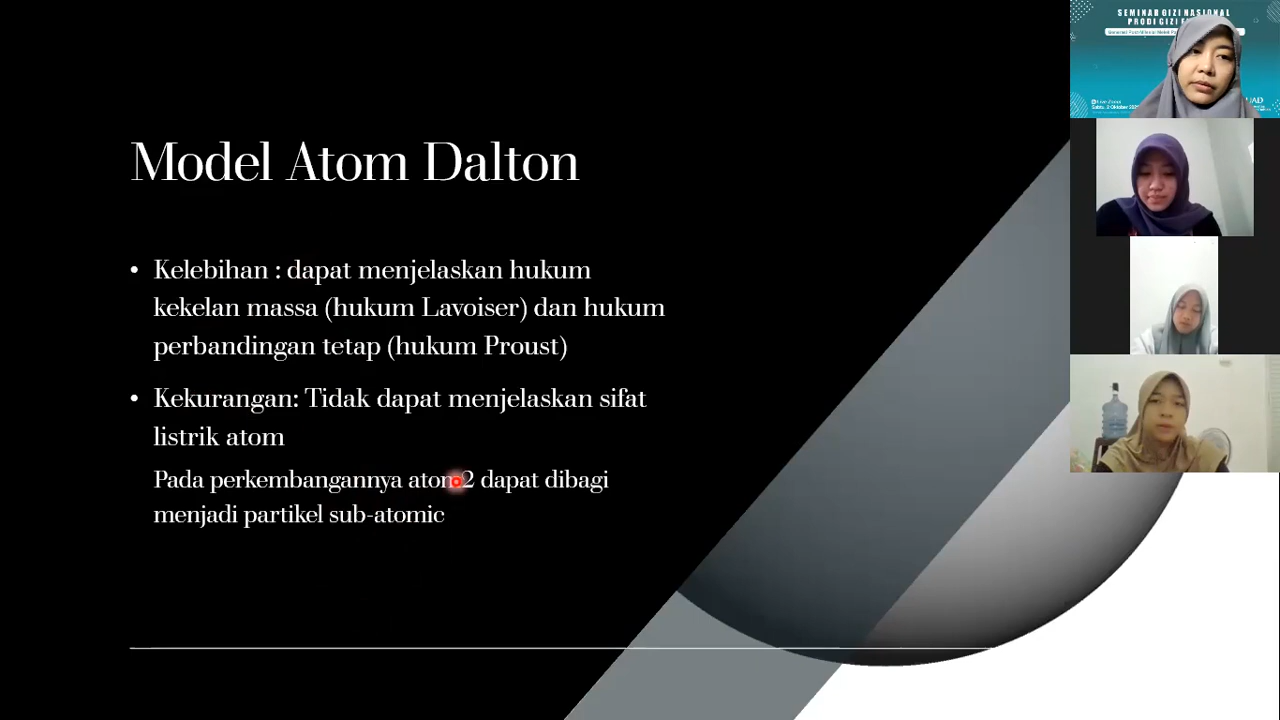 Model Atom Dalton
• Kelebihan : dapat menjelaskan hukum
kekelan massa (hukum Lavoiser) dan hukum
perbandingan tetap (hukum Proust)
• Kekurangan: Tidak dapat menjelaskan sifat
listrik atom
Pada perkembangannya atom2 dapat dibagi
menjadi partikel sub-atomic
SEMINAR GIZI NASIONAL
PRODI GIZI